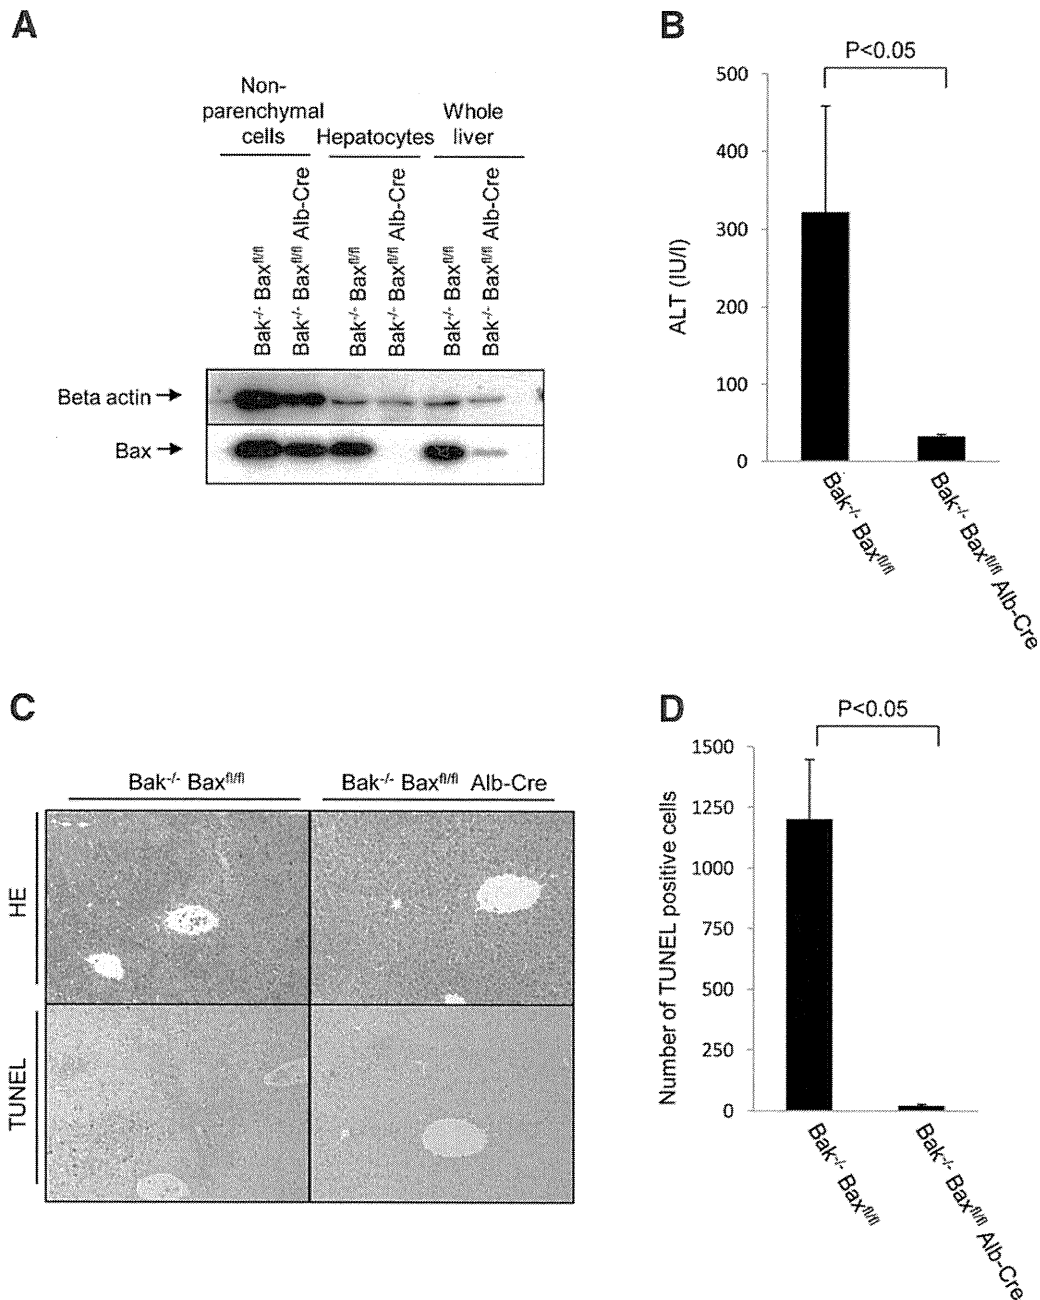 A
Non-
parenchymal
cells
Hepatocytes
Whole
liver
Bak-/- Baxfl/fl
Bak-/- Baxfl/fl Alb-Cre
Bak-/- Baxfl/fl
Bak-/- Baxfl/fl Alb-Cre
Bak-/- Baxfl/fl
Bak-/- Baxfl/fl Alb-Cre
Beta actin
Bax
B
P<0.05
500
400
300
200
100
0
ALT (IU/l)
Bak-/- Baxfl/fl
Bak-/- Baxfl/fl Alb-Cre
C
Bak-/- Baxfl/fl
Bak-/- Baxfl/fl Alb-Cre
HE
TUNEL
D
P<0.05
1500
1250
1000
750
500
250
0
Number of TUNEL positive cells
Bak-/- Baxfl/fl
Bak-/- Baxfl/fl Alb-Cre